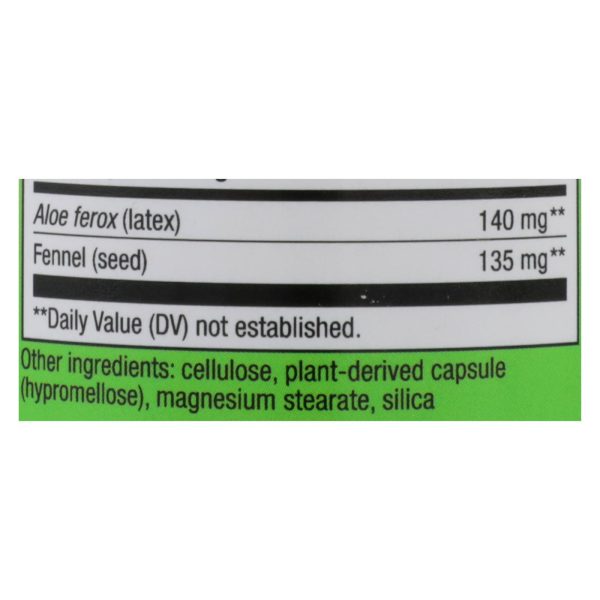 Aloe ferox (latex) 140 mg**
Fennel (seed) 135 mg**
**Daily Value (DV) not established.
Other ingredients: cellulose, plant-derived capsule
(hypromellose), magnesium stearate, silica